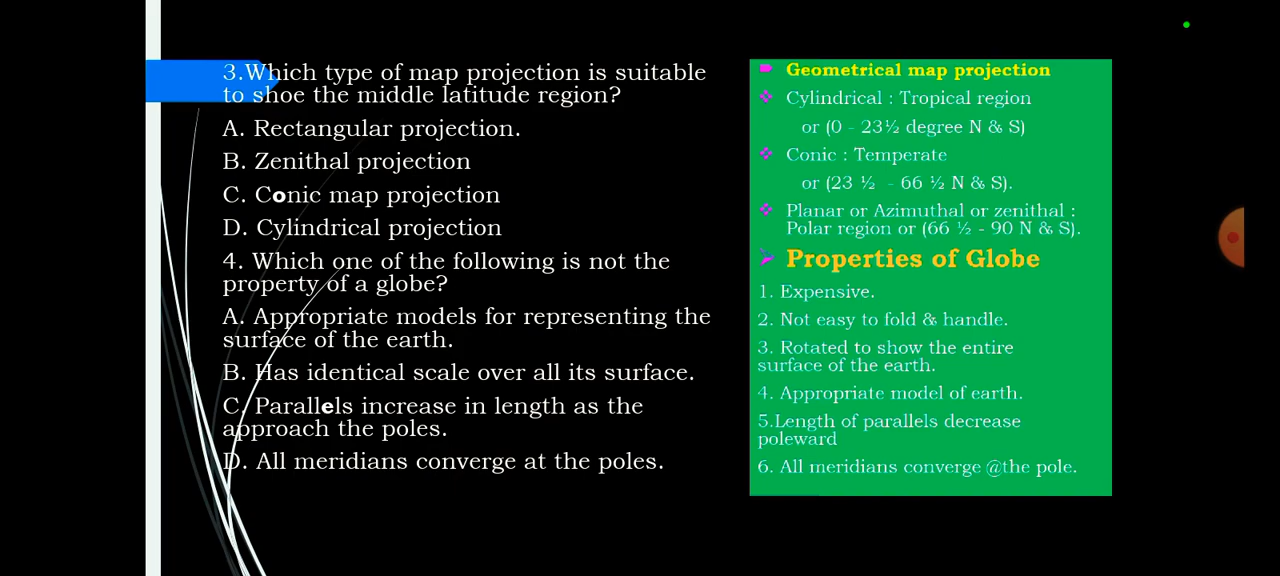 3.Which type of map projection is suitable
to shoe the middle latitude region?
A. Rectangular projection.
B. Zenithal projection
C. Conic map projection
D. Cylindrical projection
4. Which one of the following is not the
property of a globe?
A. Appropriate models for representing the
surface of the earth.
B. Has identical scale over all its surface.
C. Parallels increase in length as the
approach the poles.
D. All meridians converge at the poles.
Geometrical map projection
Cylindrical : Tropical region
or (0 - 23½ degree N & S)
Conic : Temperate
or (23 ½ - 66 ½ N & S).
Planar or Azimuthal or zenithal :
Polar region or (66 ½ - 90 N & S).
Properties of Globe
1. Expensive.
2. Not easy to fold & handle.
3. Rotated to show the entire
surface of the earth.
4. Appropriate model of earth.
5.Length of parallels decrease
poleward
6. All meridians converge @the pole.